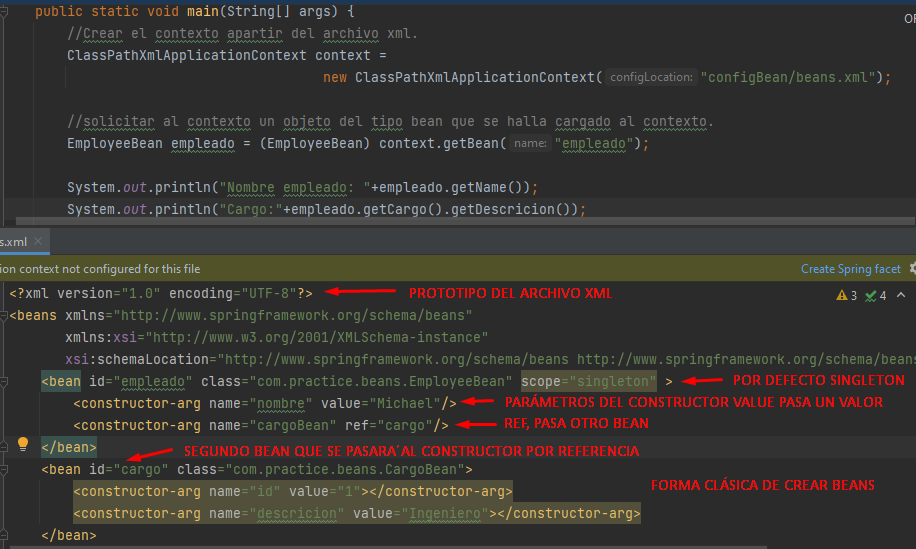 public static void main(String[] args) {
OF
//Crear el contexto apartir del archivo xml.
ClassPathXmlApplicationContext context =
new ClassPathXmlApplicationContext( configLocation: "configBean/beans.xml");
//solicitar al contexto un objeto del tipo bean que se halla cargado al contexto.
EmployeeBean empleado = (EmployeeBean) context.getBean( name: "empleado");
System.out.println("Nombre empleado: "+empleado.getName());
System.out.println("Cargo:"+empleado.getCargo().getDescricion());
s.xml ×
ion context not configured for this file Create Spring facet
<?xml version="1.0" encoding="UTF-8"?> PROTOTIPO DEL ARCHIVO XML 3 4
<beans xmlns="http://www.springframework.org/schema/beans"
xmlns:xsi="http://www.w3.org/2001/XMLSchema-instance"
xsi:schemaLocation="http://www.springframework.org/schema/beans http://www.springframework.org/schema/beans
<bean id="empleado" class="com.practice.beans.EmployeeBean" scope="singleton" > POR DEFECTO SINGLETON
<constructor-arg name="nombre" value="Michael"/> PARÁMETROS DEL CONSTRUCTOR VALUE PASA UN VALOR
<constructor-arg name="cargoBean" ref="cargo"/> REF, PASA OTRO BEAN
</bean> SEGUNDO BEAN QUE SE PASARA´AL CONSTRUCTOR POR REFERENCIA
<bean id="cargo" class="com.practice.beans.CargoBean">
<constructor-arg name="id" value="1"></constructor-arg> FORMA CLÁSICA DE CREAR BEANS
<constructor-arg name="descricion" value="Ingeniero"></constructor-arg>
</bean>